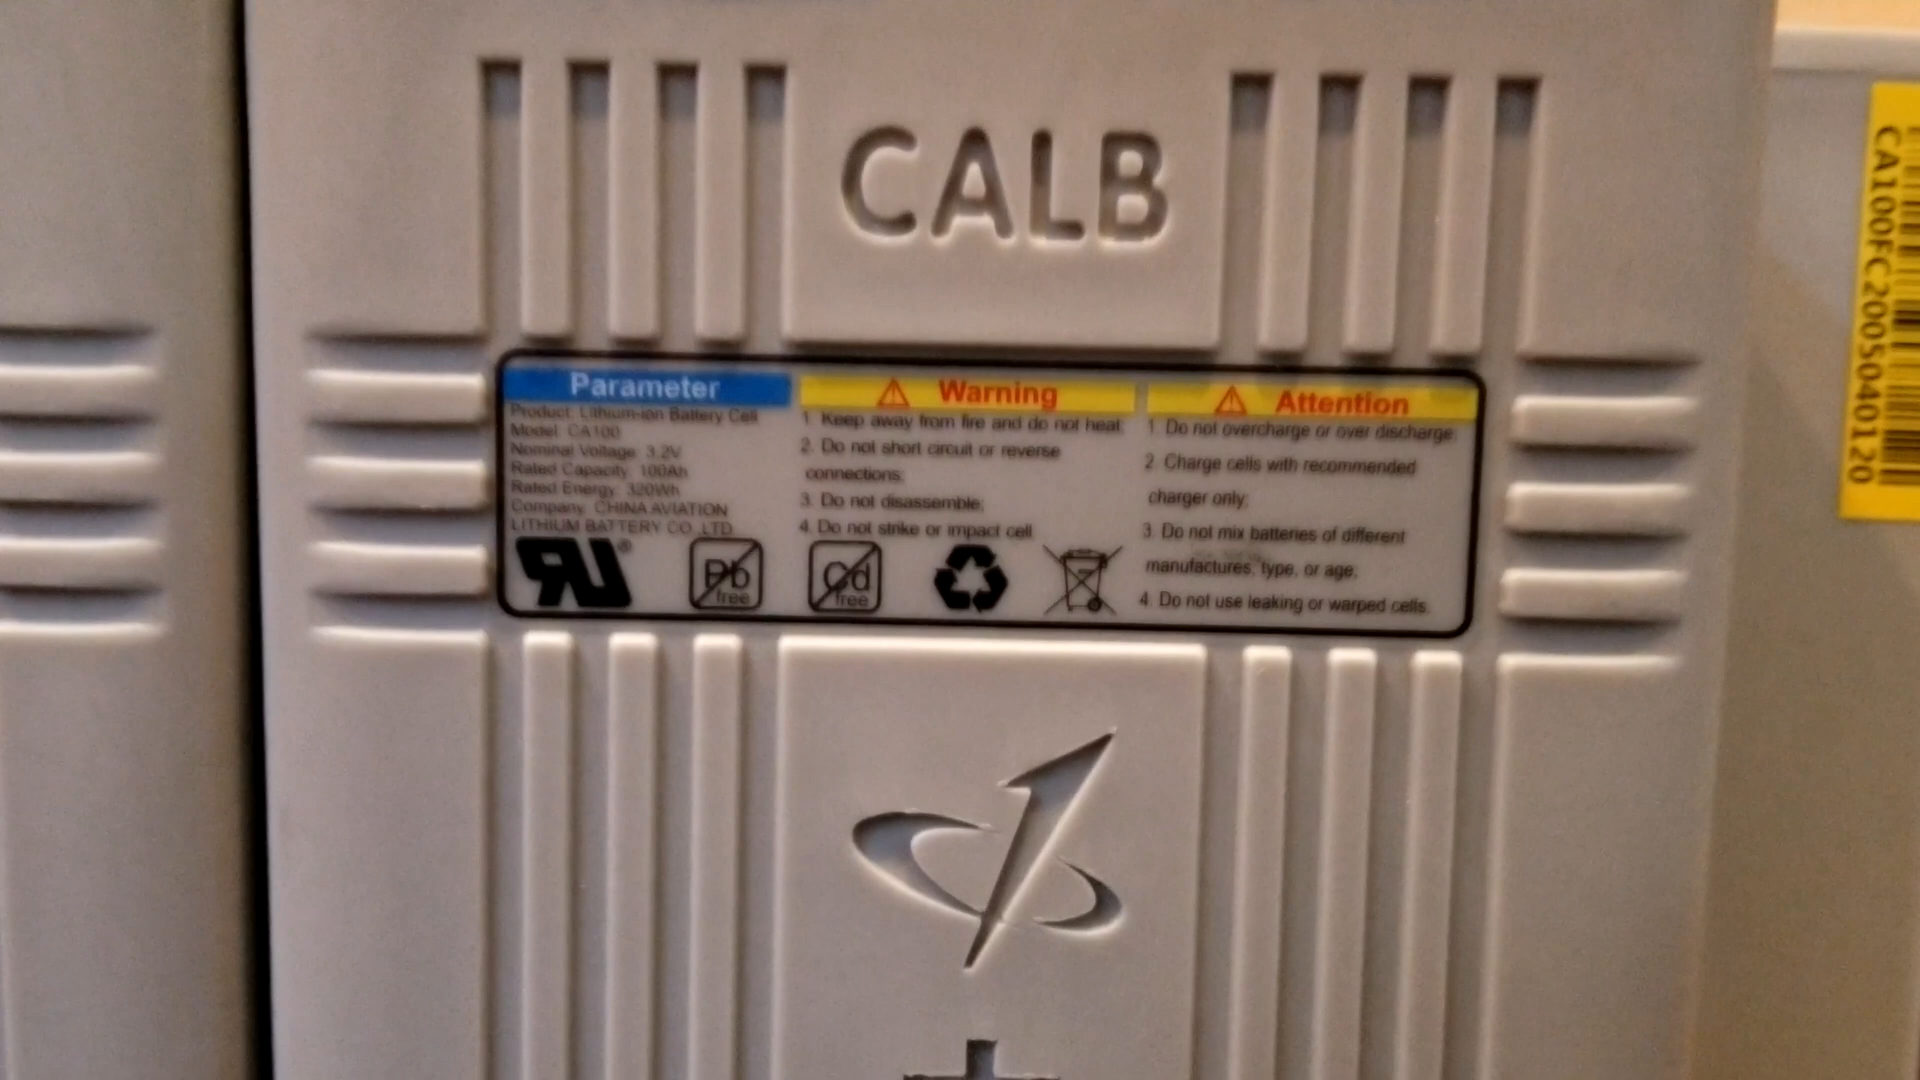 CALB
Parameter
Product: Lithium-ion Battery Cell
Model: CA100
Nominal Voltage: 3.2V
Rated Capacity: 100Ah
Rated Energy: 320Wh
Company: CHINA AVIATION
LITHIUM BATTERY CO.,LTD.
Warning
1. Keep away from fire and do not heat;
2. Do not short circuit or reverse
connections;
3. Do not disassemble;
4. Do not strike or impact cell
Attention
1. Do not overcharge or over discharge;
2. Charge cells with recommended
charger only;
3. Do not mix batteries of different
manufactures, type, or age;
4. Do not use leaking or warped cells.
Pb
free
Cd
free
CA100FC2005040120